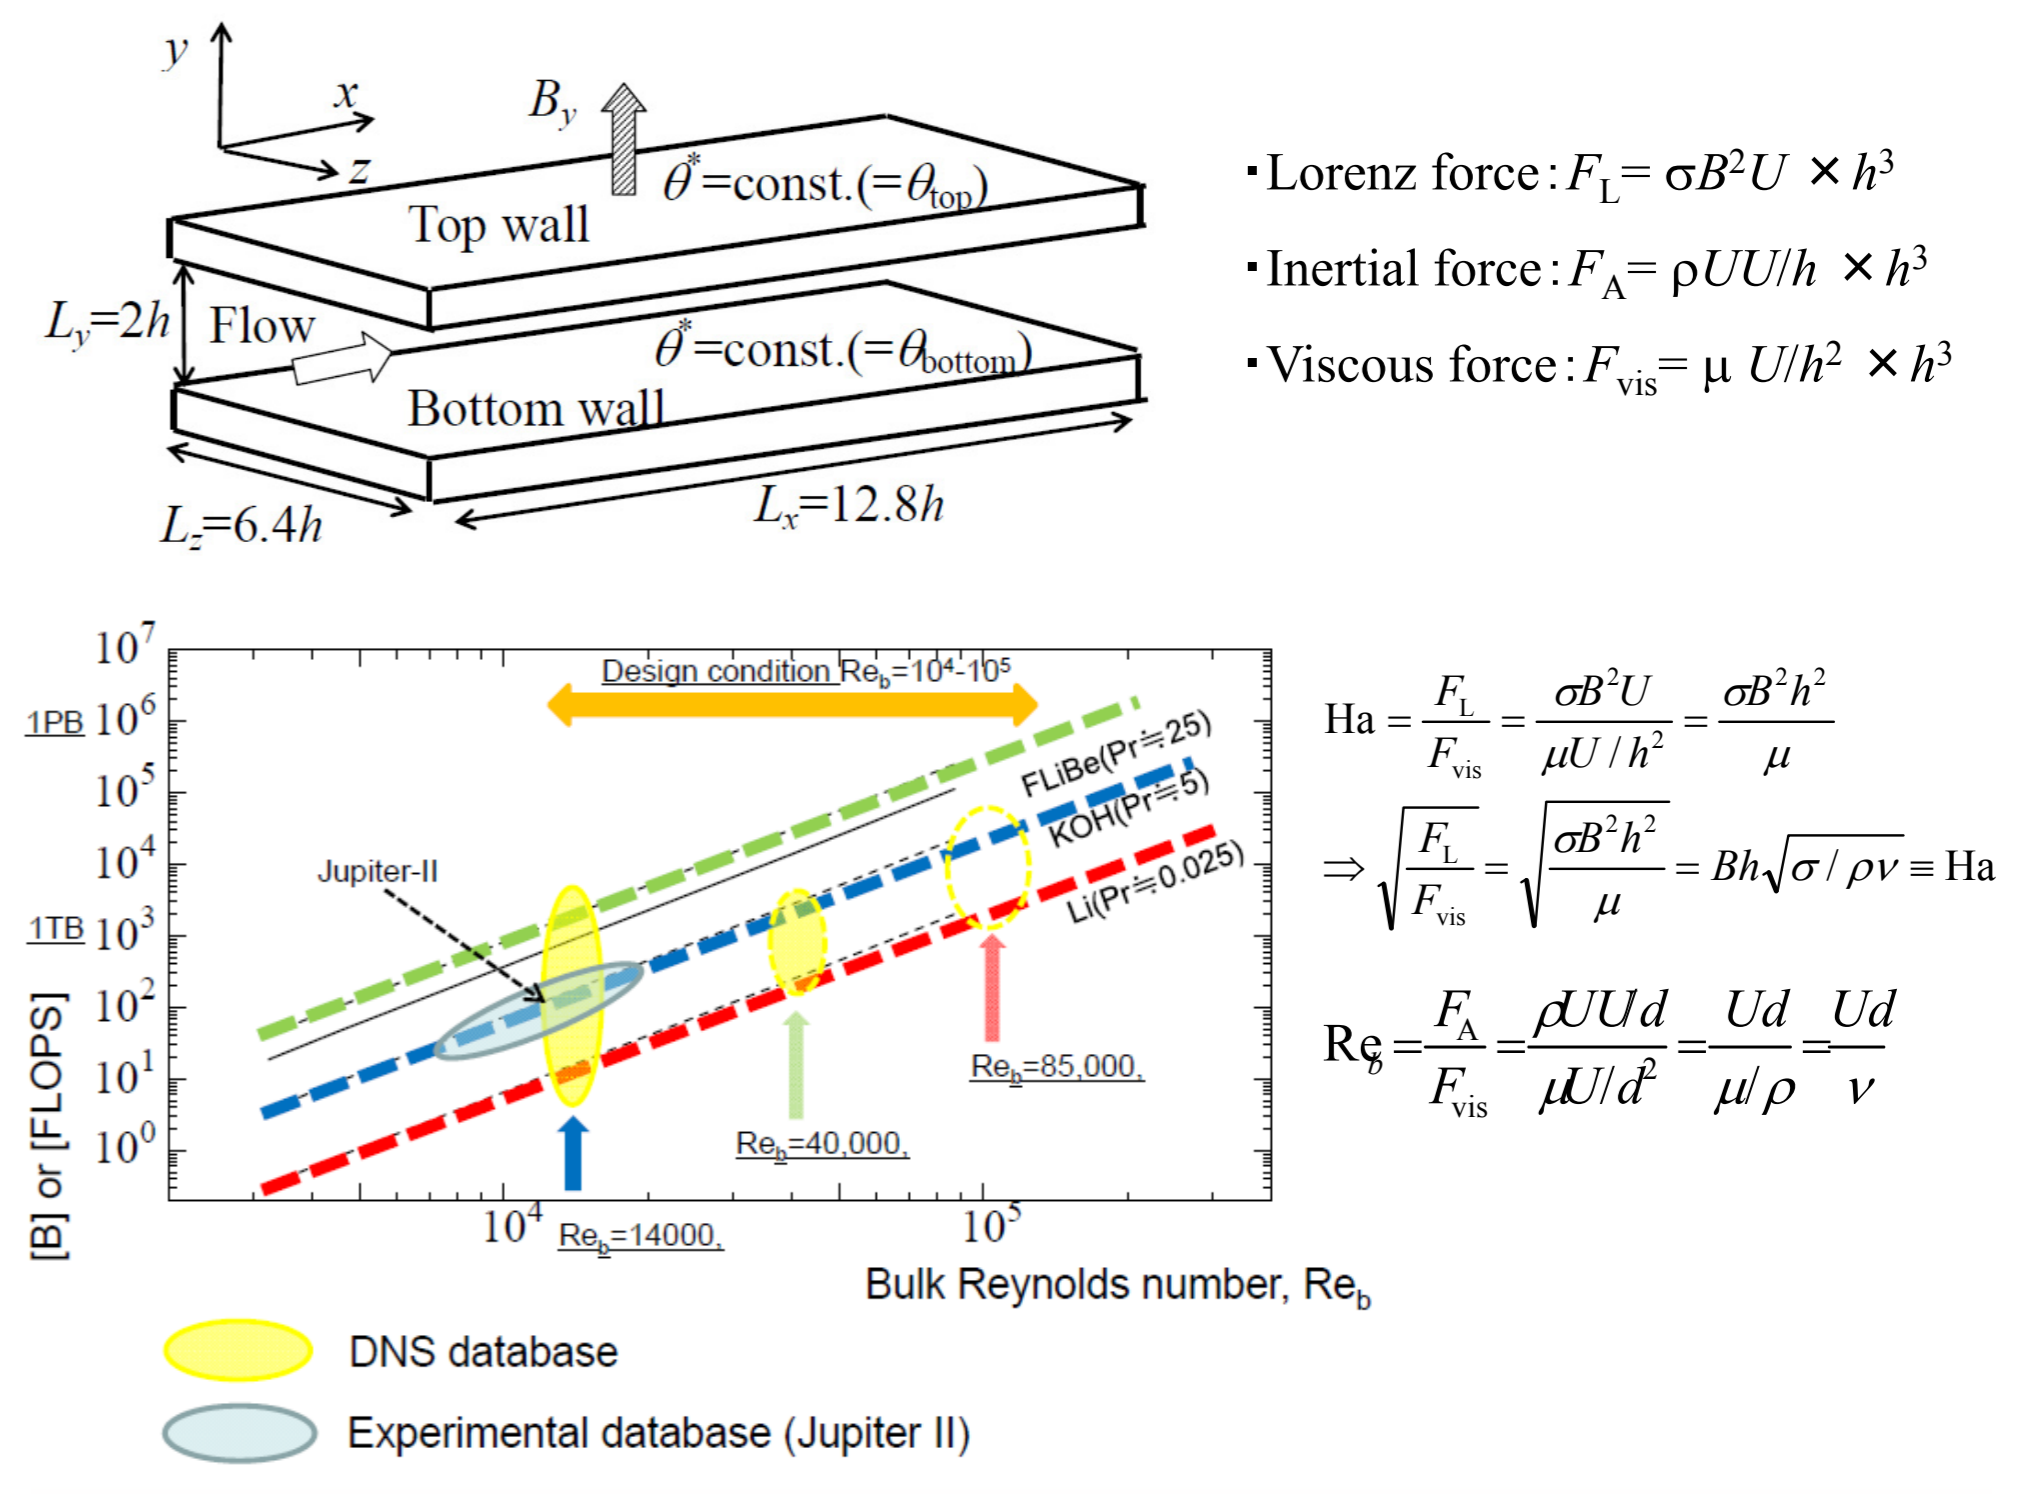 y
x
z
B_y
θ*=const.(=θ_top)
Top wall
L_y=2h
Flow
θ*=const.(=θ_bottom)
Bottom wall
L_z=6.4h
L_x=12.8h
・Lorenz force:F_L= σB²U ×h³
・Inertial force:F_A= ρUU/h ×h³
・Viscous force:F_vis= μ U/h² ×h³
10⁷
1PB 10⁶
10⁵
10⁴
1TB 10³
10²
10¹
10⁰
[B] or [FLOPS]
Design condition Re_b=10⁴-10⁵
FLiBe(Pr≒25)
KOH(Pr≒5)
Li(Pr≒0.025)
Jupiter-II
Re_b=85,000,
Re_b=40,000,
Re_b=14000,
10⁴
10⁵
Bulk Reynolds number, Re_b
DNS database
Experimental database (Jupiter II)
Ha = F_L / F_vis = σB²U / (μU / h²) = σB²h² / μ
⇒ √(F_L / F_vis) = √(σB²h² / μ) = Bh√(σ / ρν) ≡ Ha
Re_b = F_A / F_vis = (ρUU/d) / (μU/d²) = Ud / (μ/ρ) = Ud / ν